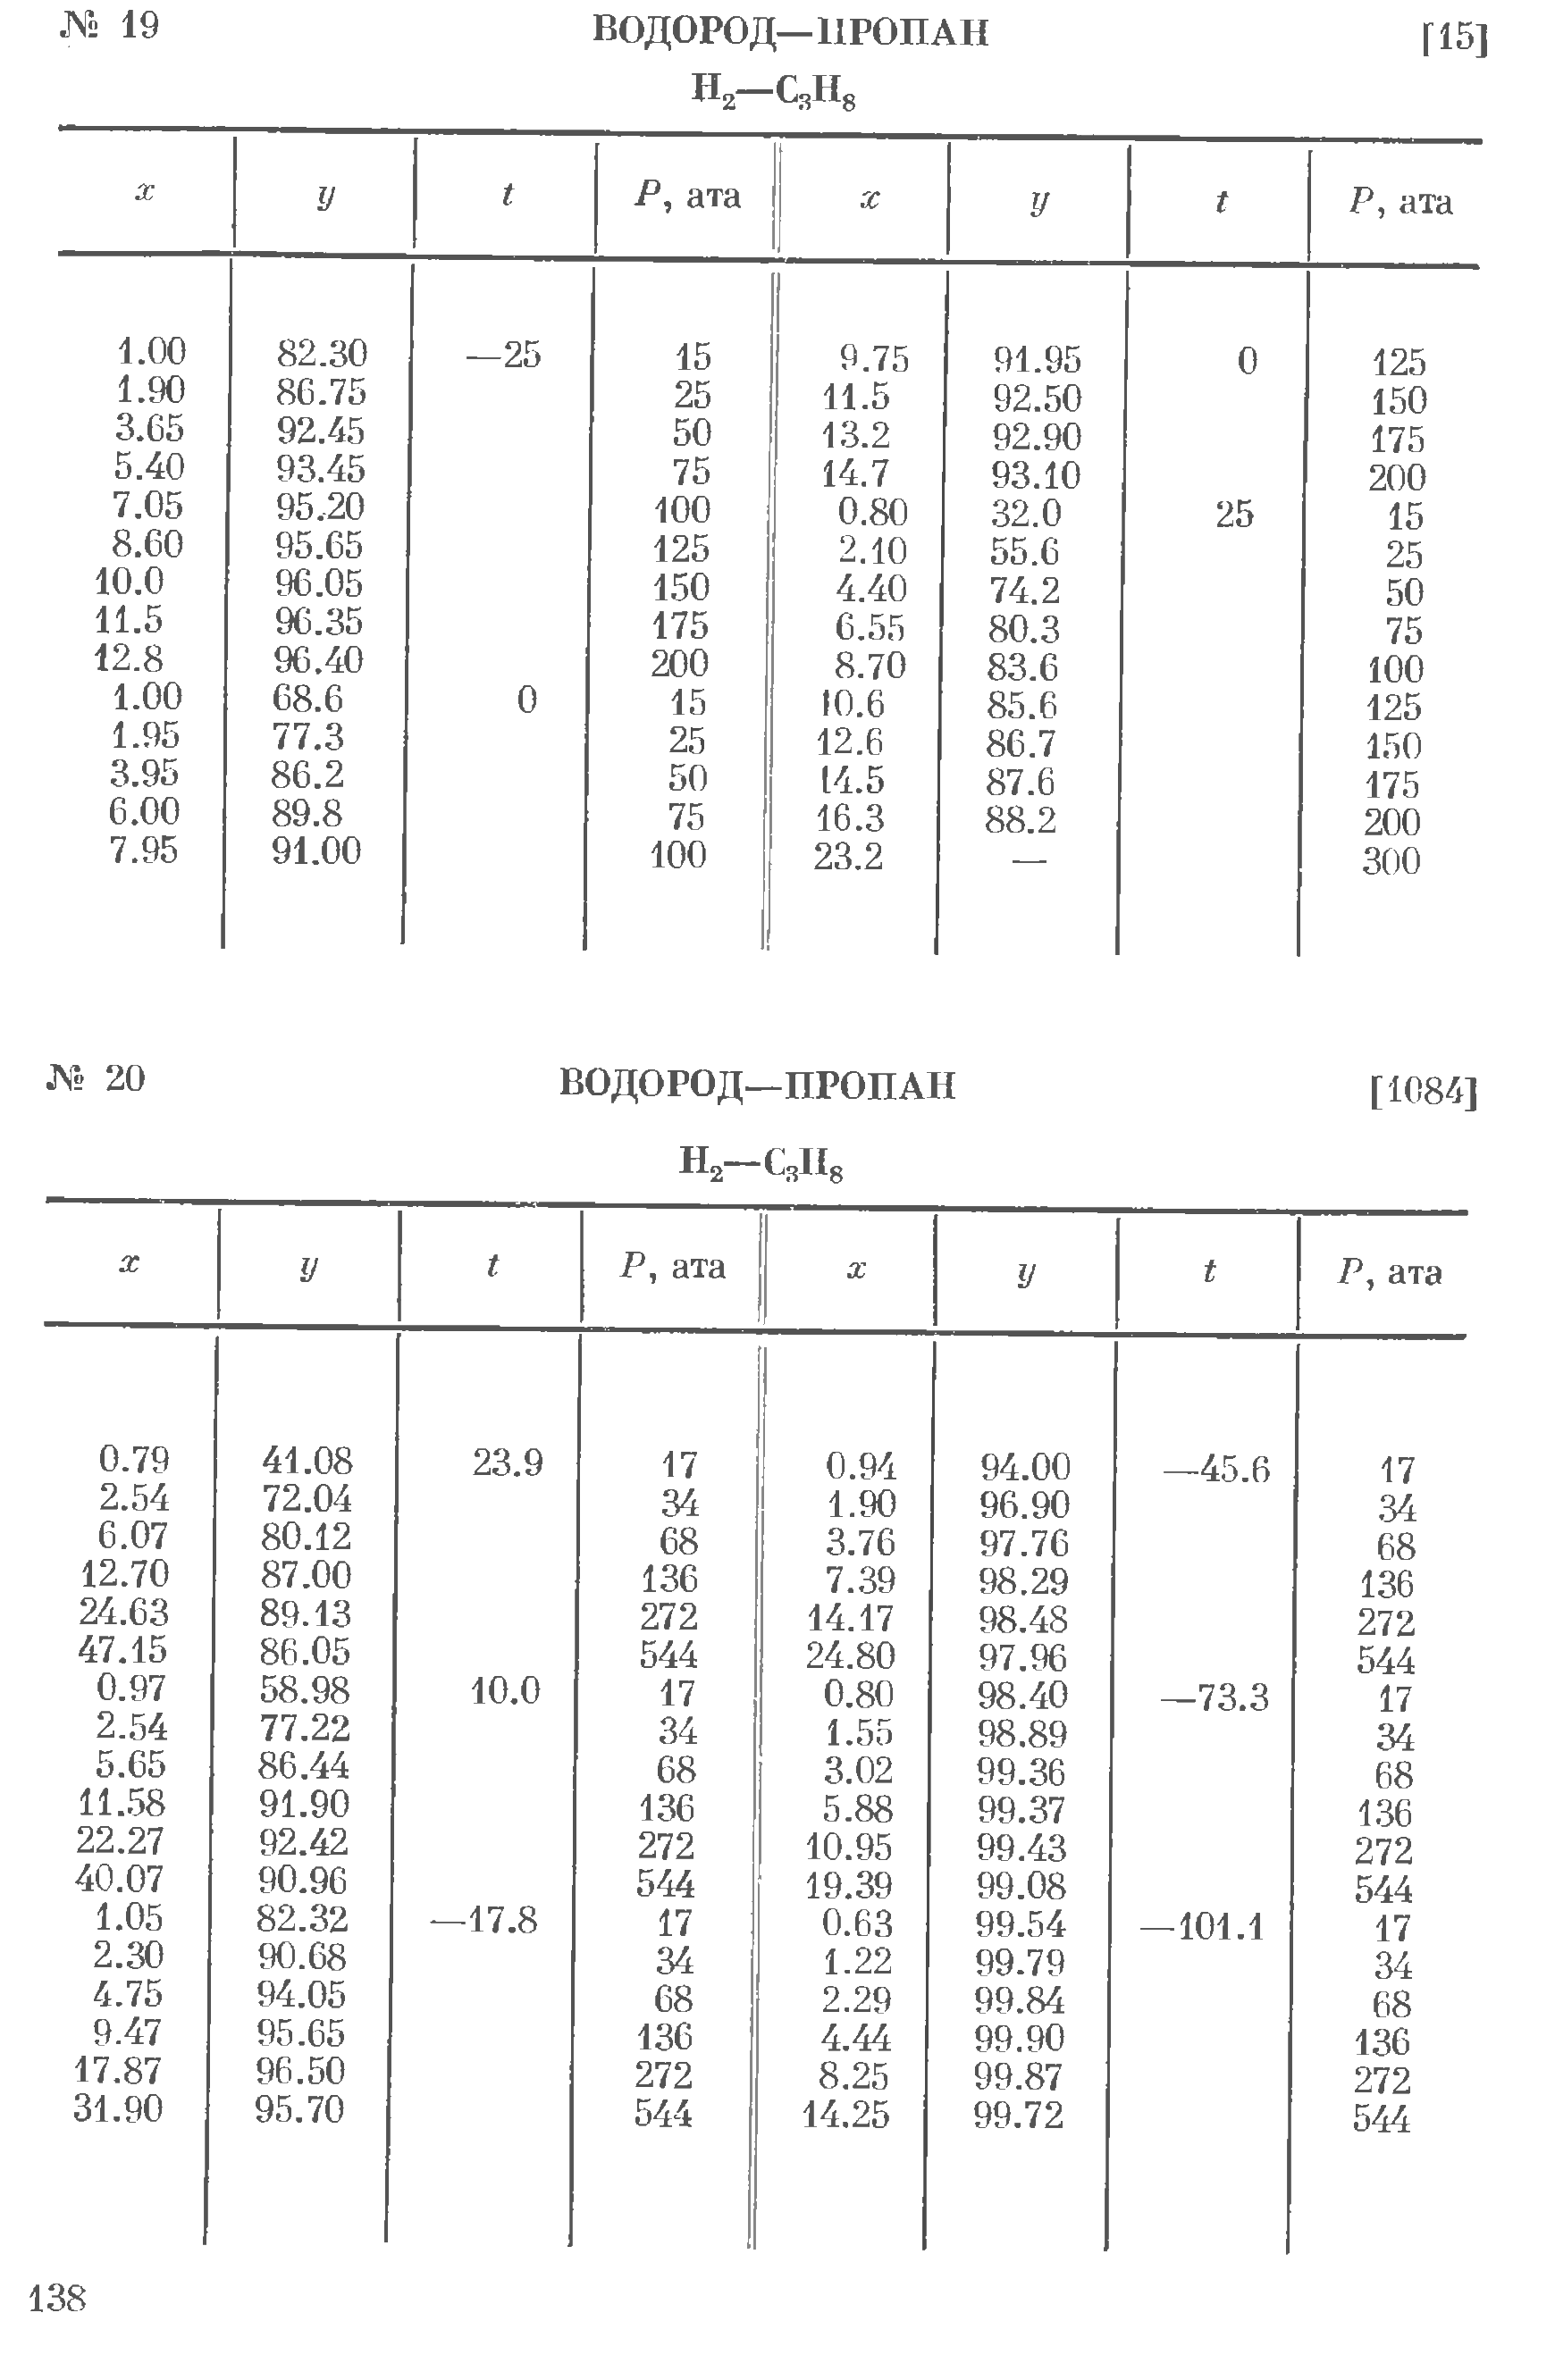 № 19 ВОДОРОД—ПРОПАН [15]
H₂—C₃H₈
x y t P, ата x y t P, ата
1.00 82.30 —25 15 9.75 91.95 0 125
1.90 86.75 25 11.5 92.50 150
3.65 92.45 50 13.2 92.90 175
5.40 93.45 75 14.7 93.10 200
7.05 95.20 100 0.80 32.0 25 15
8.60 95.65 125 2.10 55.6 25
10.0 96.05 150 4.40 74.2 50
11.5 96.35 175 6.55 80.3 75
12.8 96.40 200 8.70 83.6 100
1.00 68.6 0 15 10.6 85.6 125
1.95 77.3 25 12.6 86.7 150
3.95 86.2 50 14.5 87.6 175
6.00 89.8 75 16.3 88.2 200
7.95 91.00 100 23.2 — 300
№ 20 ВОДОРОД—ПРОПАН [1084]
H₂—C₃H₈
x y t P, ата x y t P, ата
0.79 41.08 23.9 17 0.94 94.00 —45.6 17
2.54 72.04 34 1.90 96.90 34
6.07 80.12 68 3.76 97.76 68
12.70 87.00 136 7.39 98.29 136
24.63 89.13 272 14.17 98.48 272
47.15 86.05 544 24.80 97.96 544
0.97 58.98 10.0 17 0.80 98.40 —73.3 17
2.54 77.22 34 1.55 98.89 34
5.65 86.44 68 3.02 99.36 68
11.58 91.90 136 5.88 99.37 136
22.27 92.42 272 10.95 99.43 272
40.07 90.96 544 19.39 99.08 544
1.05 82.32 —17.8 17 0.63 99.54 —101.1 17
2.30 90.68 34 1.22 99.79 34
4.75 94.05 68 2.29 99.84 68
9.47 95.65 136 4.44 99.90 136
17.87 96.50 272 8.25 99.87 272
31.90 95.70 544 14.25 99.72 544
138